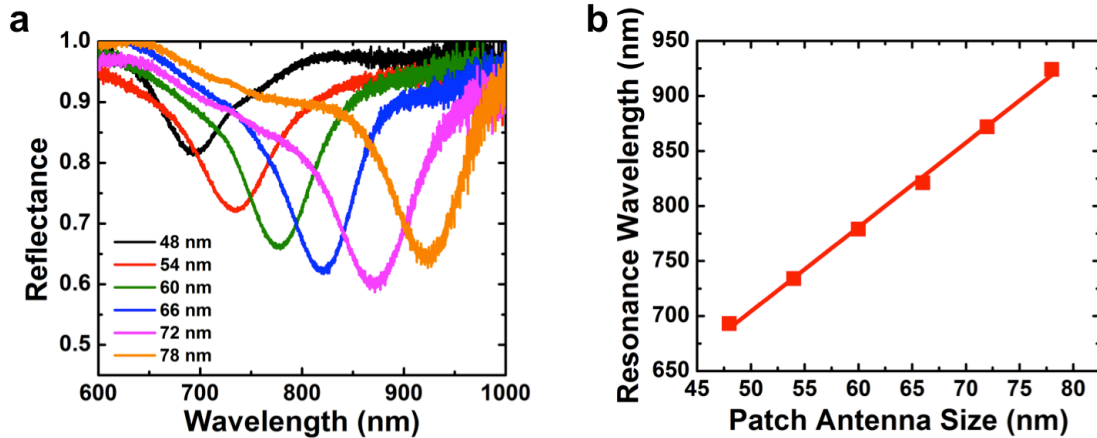 a
1.0
0.9
0.8
0.7
0.6
0.5
Reflectance
48 nm
54 nm
60 nm
66 nm
72 nm
78 nm
600 700 800 900 1000
Wavelength (nm)
b
950
900
850
800
750
700
650
Resonance Wavelength (nm)
45 50 55 60 65 70 75 80
Patch Antenna Size (nm)